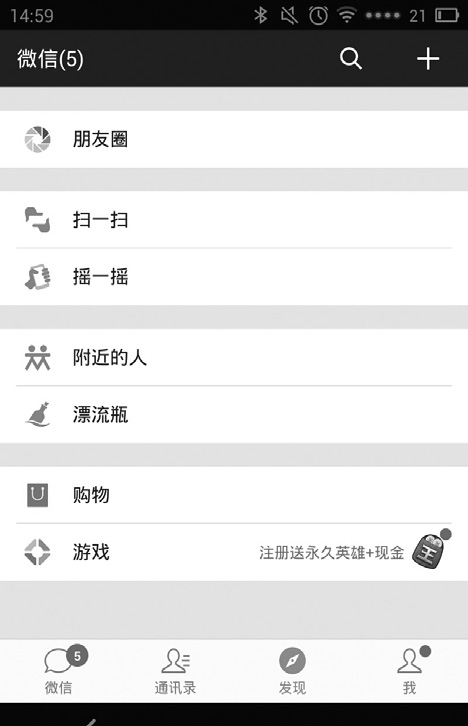 14:59
21
微信(5)
朋友圈
扫一扫
摇一摇
附近的人
漂流瓶
购物
游戏
注册送永久英雄+现金
王
5
微信
通讯录
发现
我